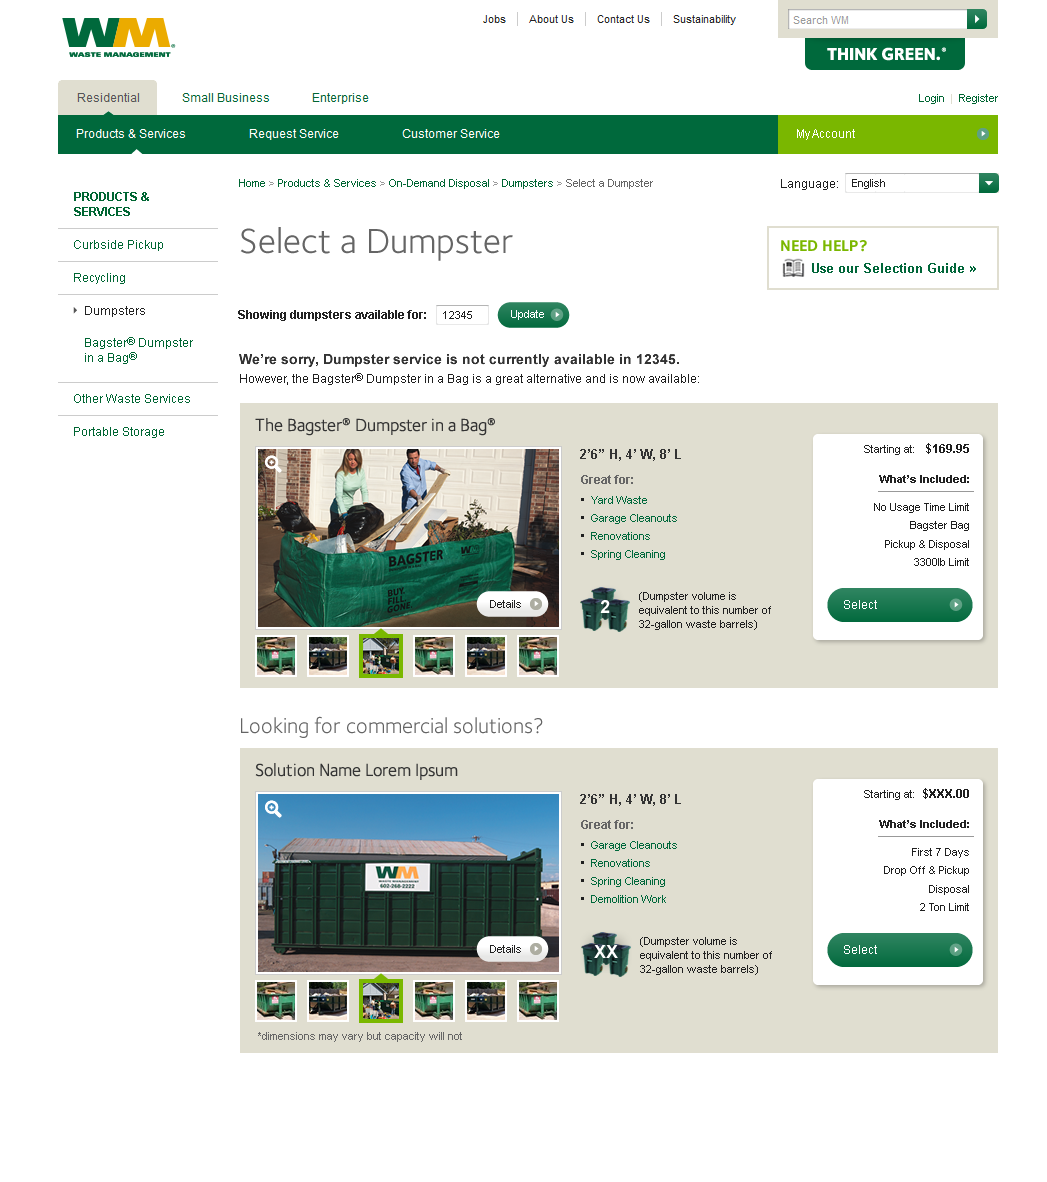 WM
WASTE MANAGEMENT
Jobs
About Us
Contact Us
Sustainability
Search WM
THINK GREEN.®
Residential
Small Business
Enterprise
Login
Register
Products & Services
Request Service
Customer Service
My Account
PRODUCTS &
SERVICES
Curbside Pickup
Recycling
Dumpsters
Bagster® Dumpster
in a Bag®
Other Waste Services
Portable Storage
Home > Products & Services > On-Demand Disposal > Dumpsters > Select a Dumpster
Language: English
Select a Dumpster
NEED HELP?
Use our Selection Guide »
Showing dumpsters available for: 12345 Update
We're sorry, Dumpster service is not currently available in 12345.
However, the Bagster® Dumpster in a Bag is a great alternative and is now available:
The Bagster® Dumpster in a Bag®
BAGSTER WM
BUY.
FILL.
GONE.
Details
2'6” H, 4' W, 8' L
Great for:
Yard Waste
Garage Cleanouts
Renovations
Spring Cleaning
2
(Dumpster volume is
equivalent to this number of
32-gallon waste barrels)
Starting at: $169.95
What's Included:
No Usage Time Limit
Bagster Bag
Pickup & Disposal
3300lb Limit
Select
Looking for commercial solutions?
Solution Name Lorem Ipsum
WM
WASTE MANAGEMENT
602-268-2222
Details
2'6” H, 4' W, 8' L
Great for:
Garage Cleanouts
Renovations
Spring Cleaning
Demolition Work
XX
(Dumpster volume is
equivalent to this number of
32-gallon waste barrels)
Starting at: $XXX.00
What's Included:
First 7 Days
Drop Off & Pickup
Disposal
2 Ton Limit
Select
*dimensions may vary but capacity will not